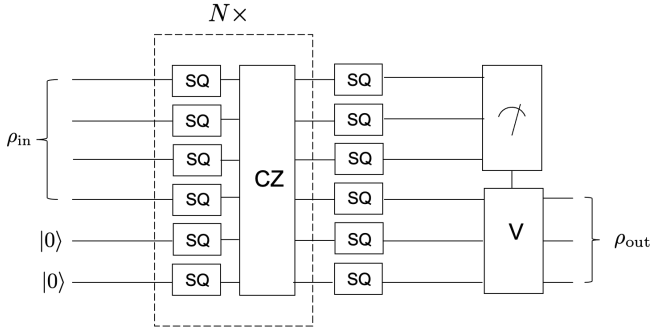 N×
SQ SQ
SQ SQ
ρin SQ SQ
CZ
SQ SQ
|0⟩ SQ SQ V ρout
|0⟩ SQ SQ